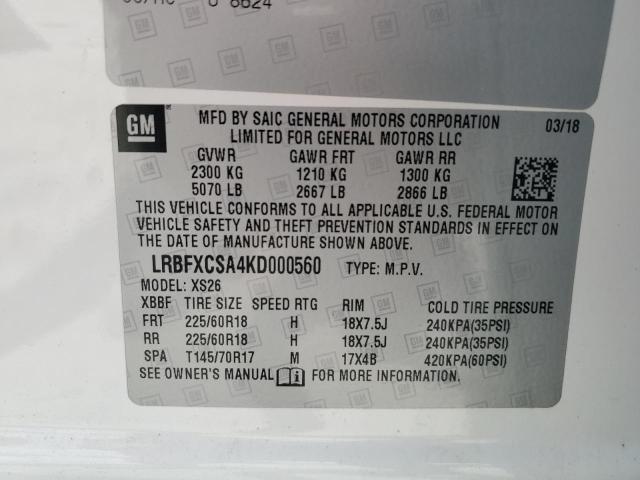 8624
GM
MFD BY SAIC GENERAL MOTORS CORPORATION
LIMITED FOR GENERAL MOTORS LLC
03/18
GVWR GAWR FRT GAWR RR
2300 KG 1210 KG 1300 KG
5070 LB 2667 LB 2866 LB
THIS VEHICLE CONFORMS TO ALL APPLICABLE U.S. FEDERAL MOTOR
VEHICLE SAFETY AND THEFT PREVENTION STANDARDS IN EFFECT ON
THE DATE OF MANUFACTURE SHOWN ABOVE.
LRBFXCSA4KD000560 TYPE: M.P.V.
MODEL: XS26
XBBF TIRE SIZE SPEED RTG RIM COLD TIRE PRESSURE
FRT 225/60R18 H 18X7.5J 240KPA(35PSI)
RR 225/60R18 H 18X7.5J 240KPA(35PSI)
SPA T145/70R17 M 17X4B 420KPA(60PSI)
SEE OWNER'S MANUAL FOR MORE INFORMATION.